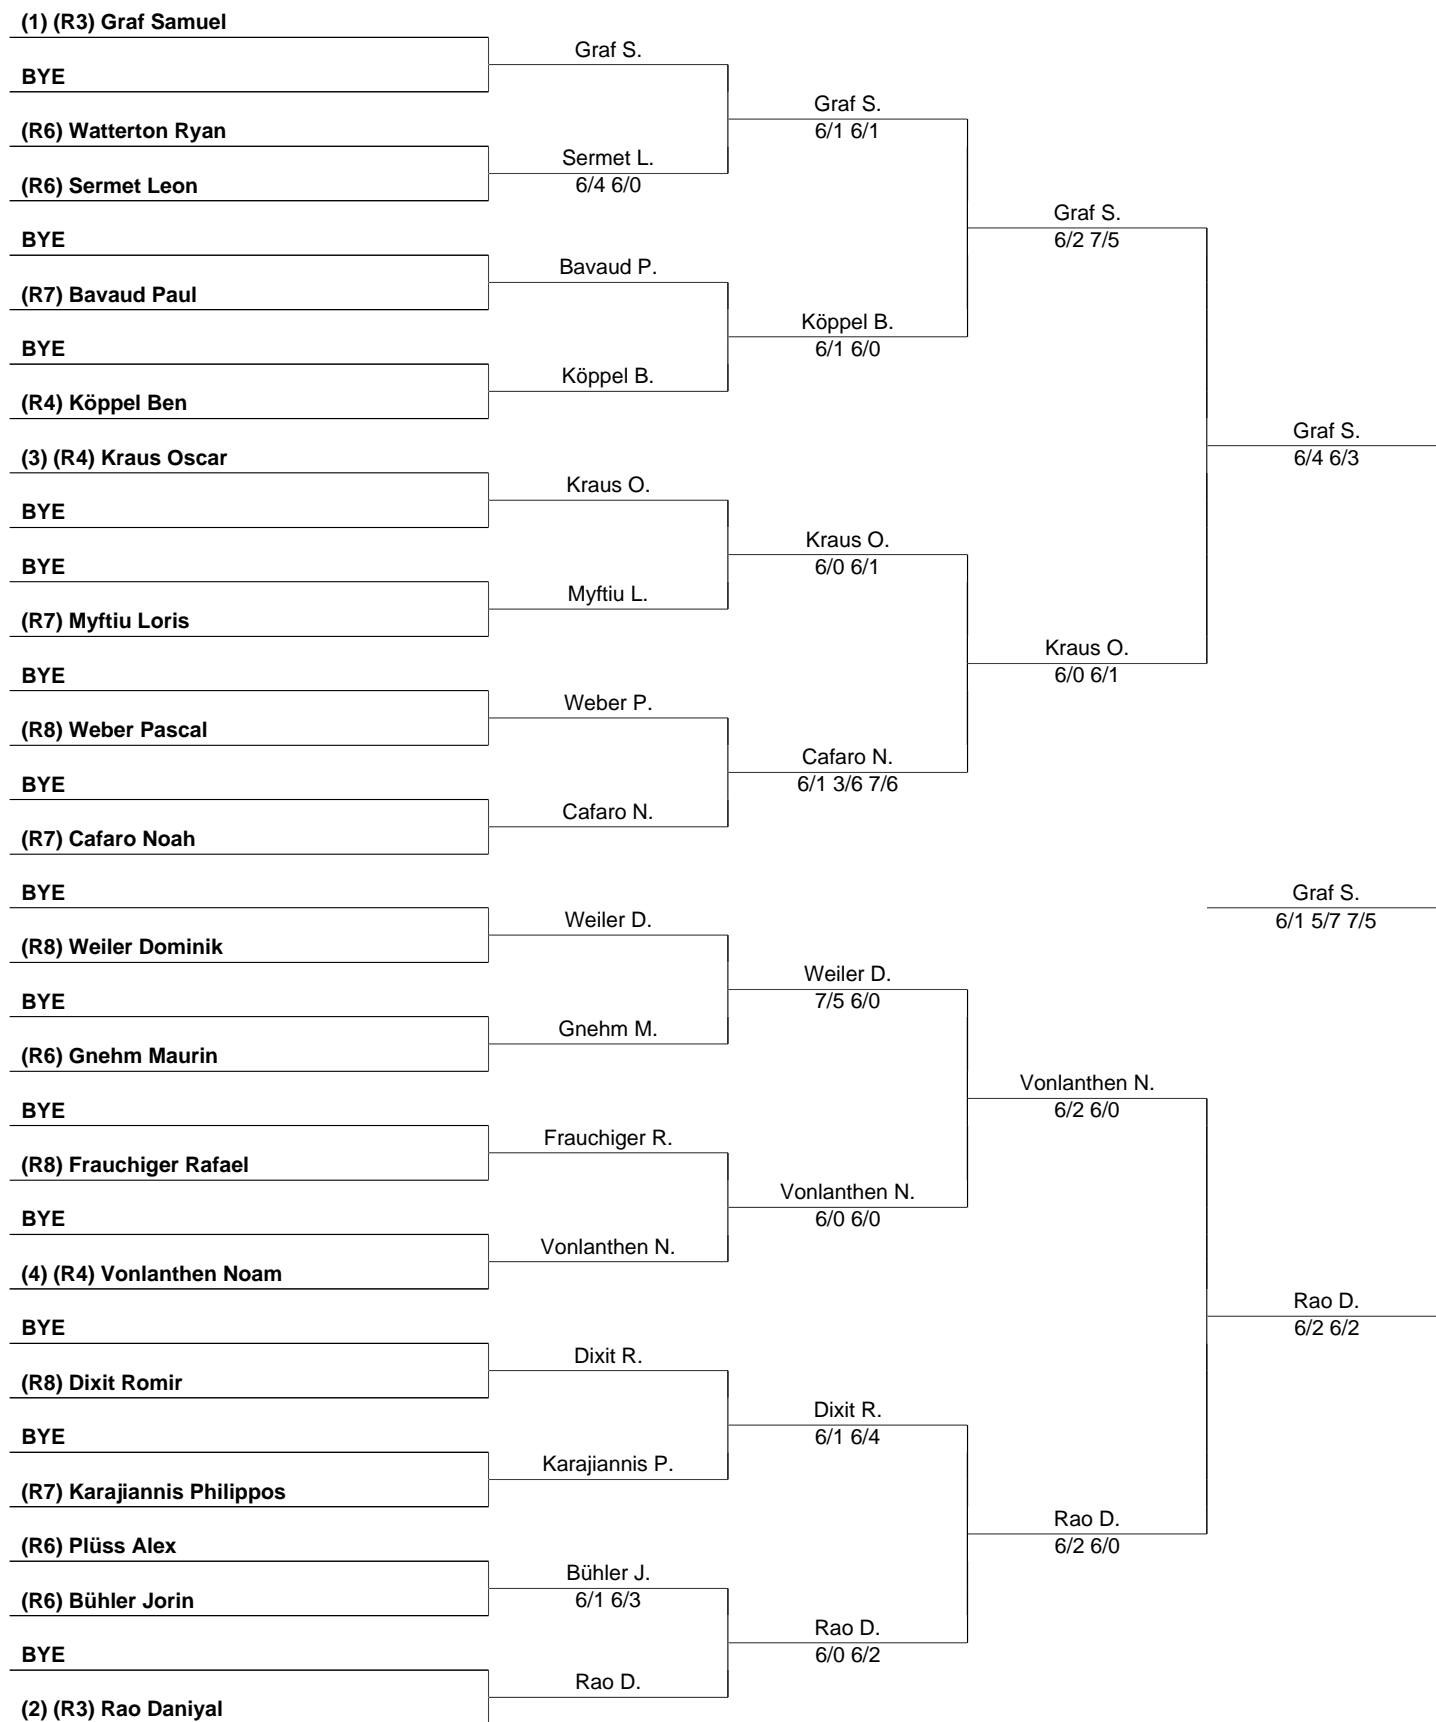 (1) (R3) Graf Samuel
BYE
(R6) Watterton Ryan
(R6) Sermet Leon
BYE
(R7) Bavaud Paul
BYE
(R4) Köppel Ben
(3) (R4) Kraus Oscar
BYE
BYE
(R7) Myftiu Loris
BYE
(R8) Weber Pascal
BYE
(R7) Cafaro Noah
BYE
(R8) Weiler Dominik
BYE
(R6) Gnehm Maurin
BYE
(R8) Frauchiger Rafael
BYE
(4) (R4) Vonlanthen Noam
BYE
(R8) Dixit Romir
BYE
(R7) Karajiannis Philippos
(R6) Plüss Alex
(R6) Bühler Jorin
BYE
(2) (R3) Rao Daniyal
Graf S.
Sermet L.
6/4 6/0
Bavaud P.
Köppel B.
Kraus O.
Myftiu L.
Weber P.
Cafaro N.
Weiler D.
Gnehm M.
Frauchiger R.
Vonlanthen N.
Dixit R.
Karajiannis P.
Bühler J.
6/1 6/3
Rao D.
Graf S.
6/1 6/1
Köppel B.
6/1 6/0
Kraus O.
6/0 6/1
Cafaro N.
6/1 3/6 7/6
Weiler D.
7/5 6/0
Vonlanthen N.
6/0 6/0
Dixit R.
6/1 6/4
Rao D.
6/0 6/2
Graf S.
6/2 7/5
Kraus O.
6/0 6/1
Vonlanthen N.
6/2 6/0
Rao D.
6/2 6/0
Graf S.
6/4 6/3
Graf S.
6/1 5/7 7/5
Rao D.
6/2 6/2